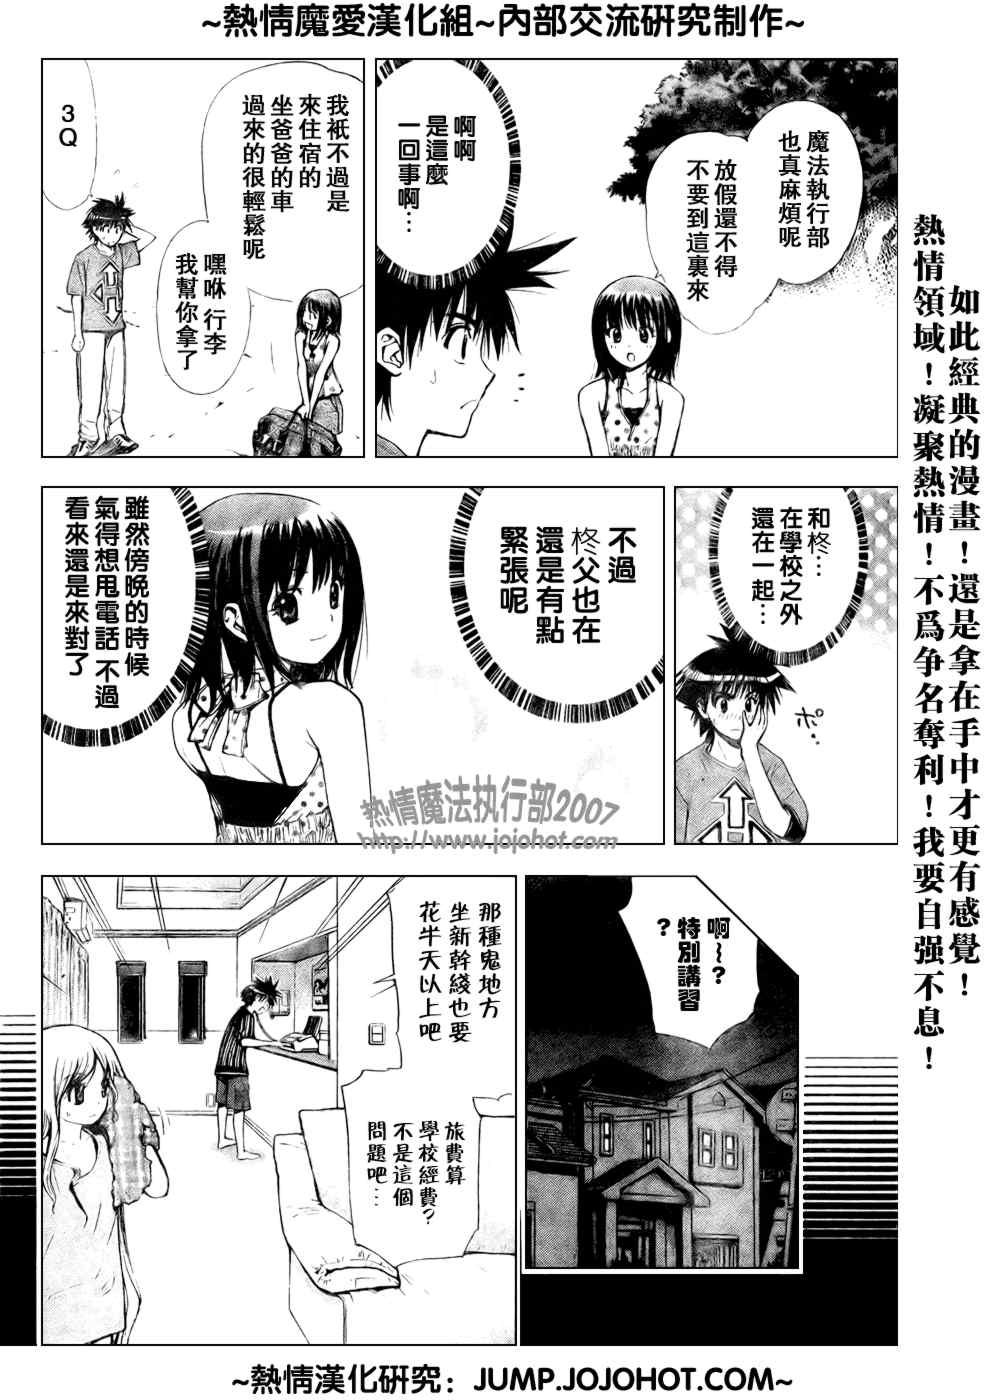 ~熱情魔愛漢化組~內部交流研究制作~
魔法執行部
也真麻煩呢
放假還不得
不要到這裏來
啊啊
是這麼
一回事啊…
我衹不過是
來住宿的
坐爸爸的車
過來的很輕鬆呢
嘿咻 行李
我幫你拿了
3Q
和柊…
在學校之外
還在一起…
ポ..
不過
柊父也在
還是有點
緊張呢
雖然傍晚的時候
氣得想甩電話 不過
看來還是來對了
熱情魔法执行部2007
http://www.jojohot.com
啊~?
特別講習
?
那種鬼地方
坐新幹綫也要
花半天以上吧
旅費算
學校經費?
不是這個
問題吧…
如此經典的漫畫!還是拿在手中才更有感覺!
熱情領域!凝聚熱情!不爲争名奪利!我要自强不息!
~熱情漢化研究: JUMP.JOJOHOT.COM~